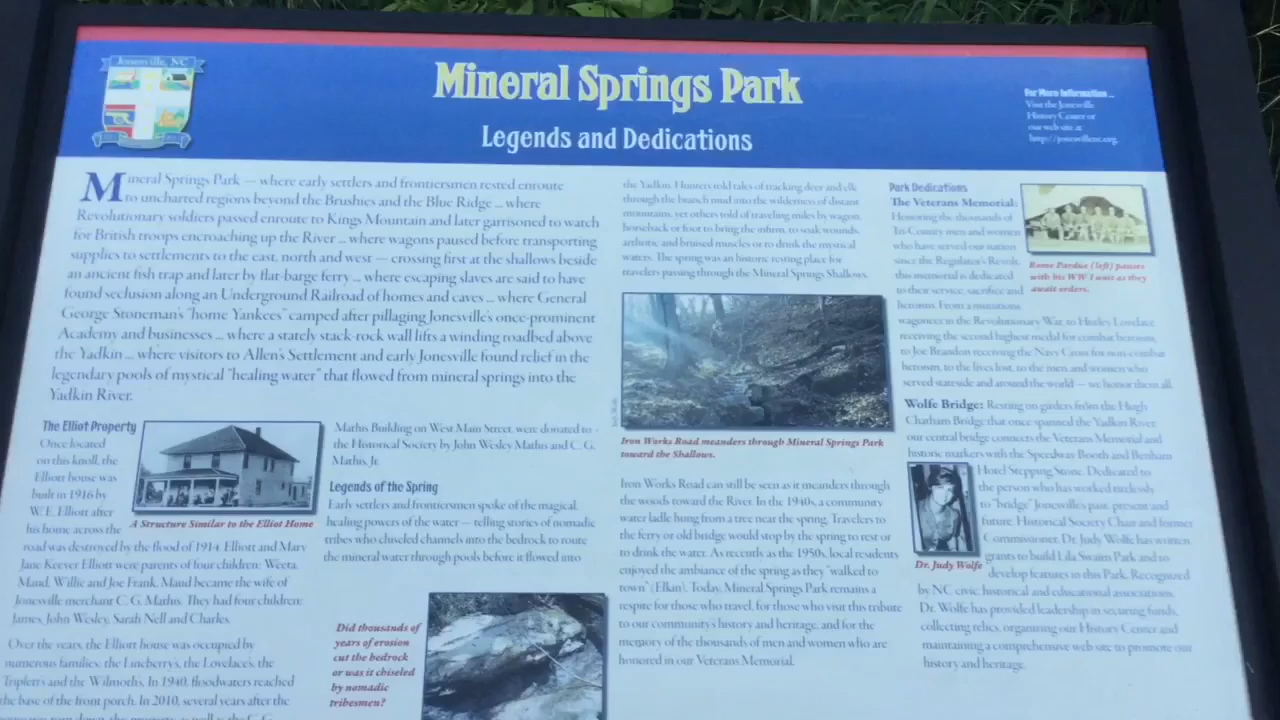 Jonesville, NC
Mineral Springs Park
Legends and Dedications
For More Information ...
Visit the Jonesville
History Center or
our web site at
http://jonesvillenc.org.
Mineral Springs Park — where early settlers and frontiersmen rested enroute
to uncharted regions beyond the Brushies and the Blue Ridge ... where
Revolutionary soldiers passed enroute to Kings Mountain and later garrisoned to watch
for British troops encroaching up the River ... where wagons paused before transporting
supplies to settlements to the east, north and west — crossing first at the shallows beside
an ancient fish trap and later by flat-barge ferry ... where escaping slaves are said to have
found seclusion along an Underground Railroad of homes and caves ... where General
George Stoneman's "home Yankees" camped after pillaging Jonesville's once-prominent
Academy and businesses ... where a stately stack-rock wall lifts a winding roadbed above
the Yadkin ... where visitors to Allen's Settlement and early Jonesville found relief in the
legendary pools of mystical "healing water" that flowed from mineral springs into the
Yadkin River.
The Elliot Property
Once located
on this knoll, the
Elliott house was
built in 1916 by
W.E. Elliott after
his home across the
road was destroyed by the flood of 1914. Elliott and Mary
Jane Keever Elliott were parents of four children: Weeta,
Maud, Willie and Joe Frank. Maud became the wife of
Jonesville merchant C. G. Mathis. They had four children:
James, John Wesley, Sarah Nell and Charles.
A Structure Similar to the Elliot Home
Over the years, the Elliott house was occupied by
numerous families, the Lineberrys, the Lovelace's, the
Triplett's and the Wilmoths. In 1940, floodwaters reached
the base of the front porch. In 2010, several years after the
Mathis Building on West Main Street, were donated to
the Historical Society by John Wesley Mathis and C. G.
Mathis, Jr.
Legends of the Spring
Early settlers and frontiersmen spoke of the magical,
healing powers of the water — telling stories of nomadic
tribes who chiseled channels into the bedrock to route
the mineral water through pools before it flowed into
Did thousands of
years of erosion
cut the bedrock
or was it chiseled
by nomadic
tribesmen?
the Yadkin. Hunters told tales of tracking deer and elk
through the branch mud into the wilderness of distant
mountains, yet others told of traveling miles by wagon,
horseback or foot to bring the infirm, to soak wounds,
arthritic and bruised muscles or to drink the mystical
waters. The spring was an historic resting place for
travelers passing through the Mineral Springs Shallows.
Iron Works Road meanders through Mineral Springs Park
toward the Shallows.
Iron Works Road can still be seen as it meanders through
the woods toward the River. In the 1940s, a community
water ladle hung from a tree near the spring. Travelers to
the ferry or old bridge would stop by the spring to rest or
to drink the water. As recently as the 1950s, local residents
enjoyed the ambiance of the spring as they "walked to
town" (Elkin). Today, Mineral Springs Park remains a
respite for those who travel, for those who visit this tribute
to our community's history and heritage, and for the
memory of the thousands of men and women who are
honored in our Veterans Memorial.
Park Dedications
The Veterans Memorial:
Honoring the thousands of
Tri-County men and women
who have served our nation
since the Regulator's Revolt,
this memorial is dedicated
to their service, sacrifice and
heroism. From a munitions
wagoneer in the Revolutionary War, to Hurley Lovelace
receiving the second highest medal for combat heroism,
to Joe Brandon receiving the Navy Cross for non-combat
heroism, to the lives lost, to the men and women who
served stateside and around the world — we honor them all.
Rome Pardue (left) pauses
with his WW I unit as they
await orders.
Wolfe Bridge: Resting on girders from the Hugh
Chatham Bridge that once spanned the Yadkin River,
our central bridge connects the Veterans Memorial and
historic markers with the Speedway Booth and Benham
Hotel Stepping Stone. Dedicated to
the person who has worked tirelessly
to "bridge" Jonesville's past, present and
future, Historical Society Chair and former
Commissioner, Dr. Judy Wolfe has written
grants to build Lila Swaim Park and to
develop features in this Park. Recognized
by NC civic, historical and educational associations,
Dr. Wolfe has provided leadership in securing funds,
collecting relics, organizing our History Center and
maintaining a comprehensive web site to promote our
history and heritage.
Dr. Judy Wolfe